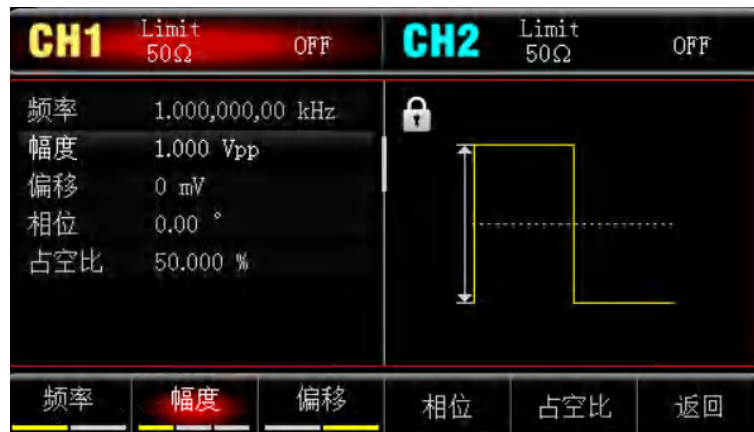 CH1 Limit 50Ω OFF CH2 Limit 50Ω OFF
频率 1.000,000,00 kHz
幅度 1.000 Vpp
偏移 0 mV
相位 0.00 °
占空比 50.000 %
频率 幅度 偏移 相位 占空比 返回